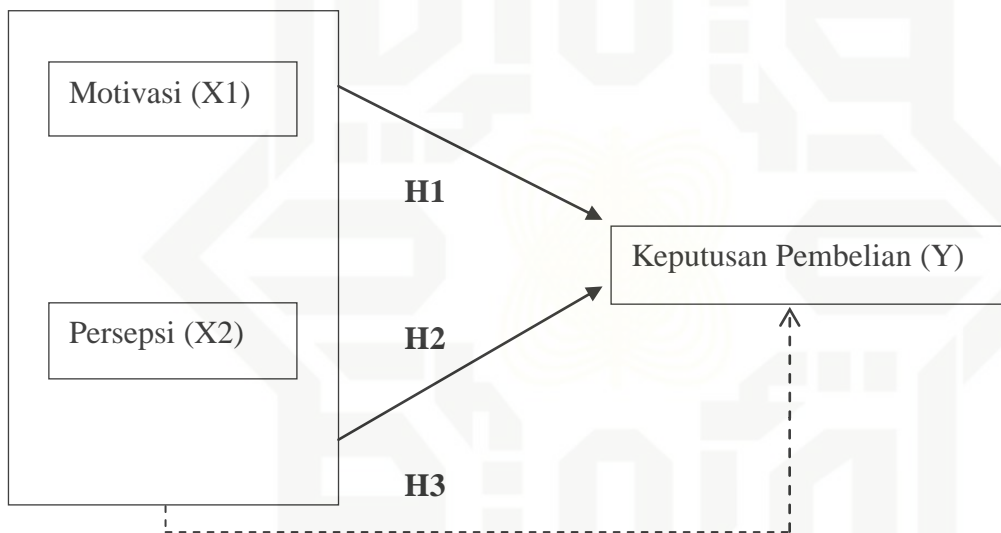 Motivasi (X1)
H1
Keputusan Pembelian (Y)
Persepsi (X2)
H2
H3